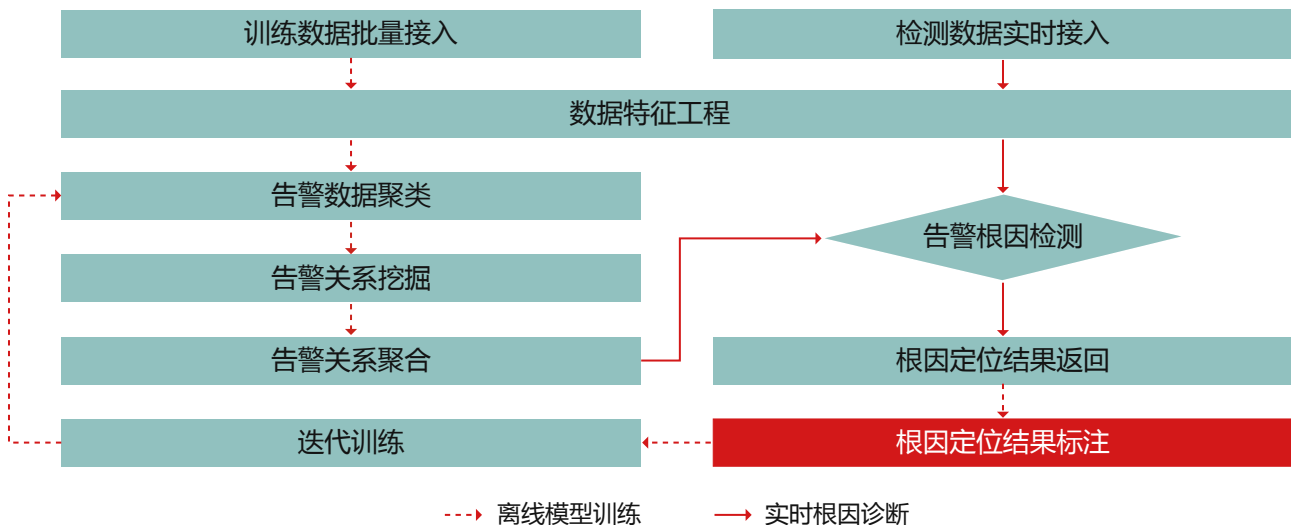 训练数据批量接入
检测数据实时接入
数据特征工程
告警数据聚类
告警根因检测
告警关系挖掘
告警关系聚合
根因定位结果返回
迭代训练
根因定位结果标注
离线模型训练
实时根因诊断